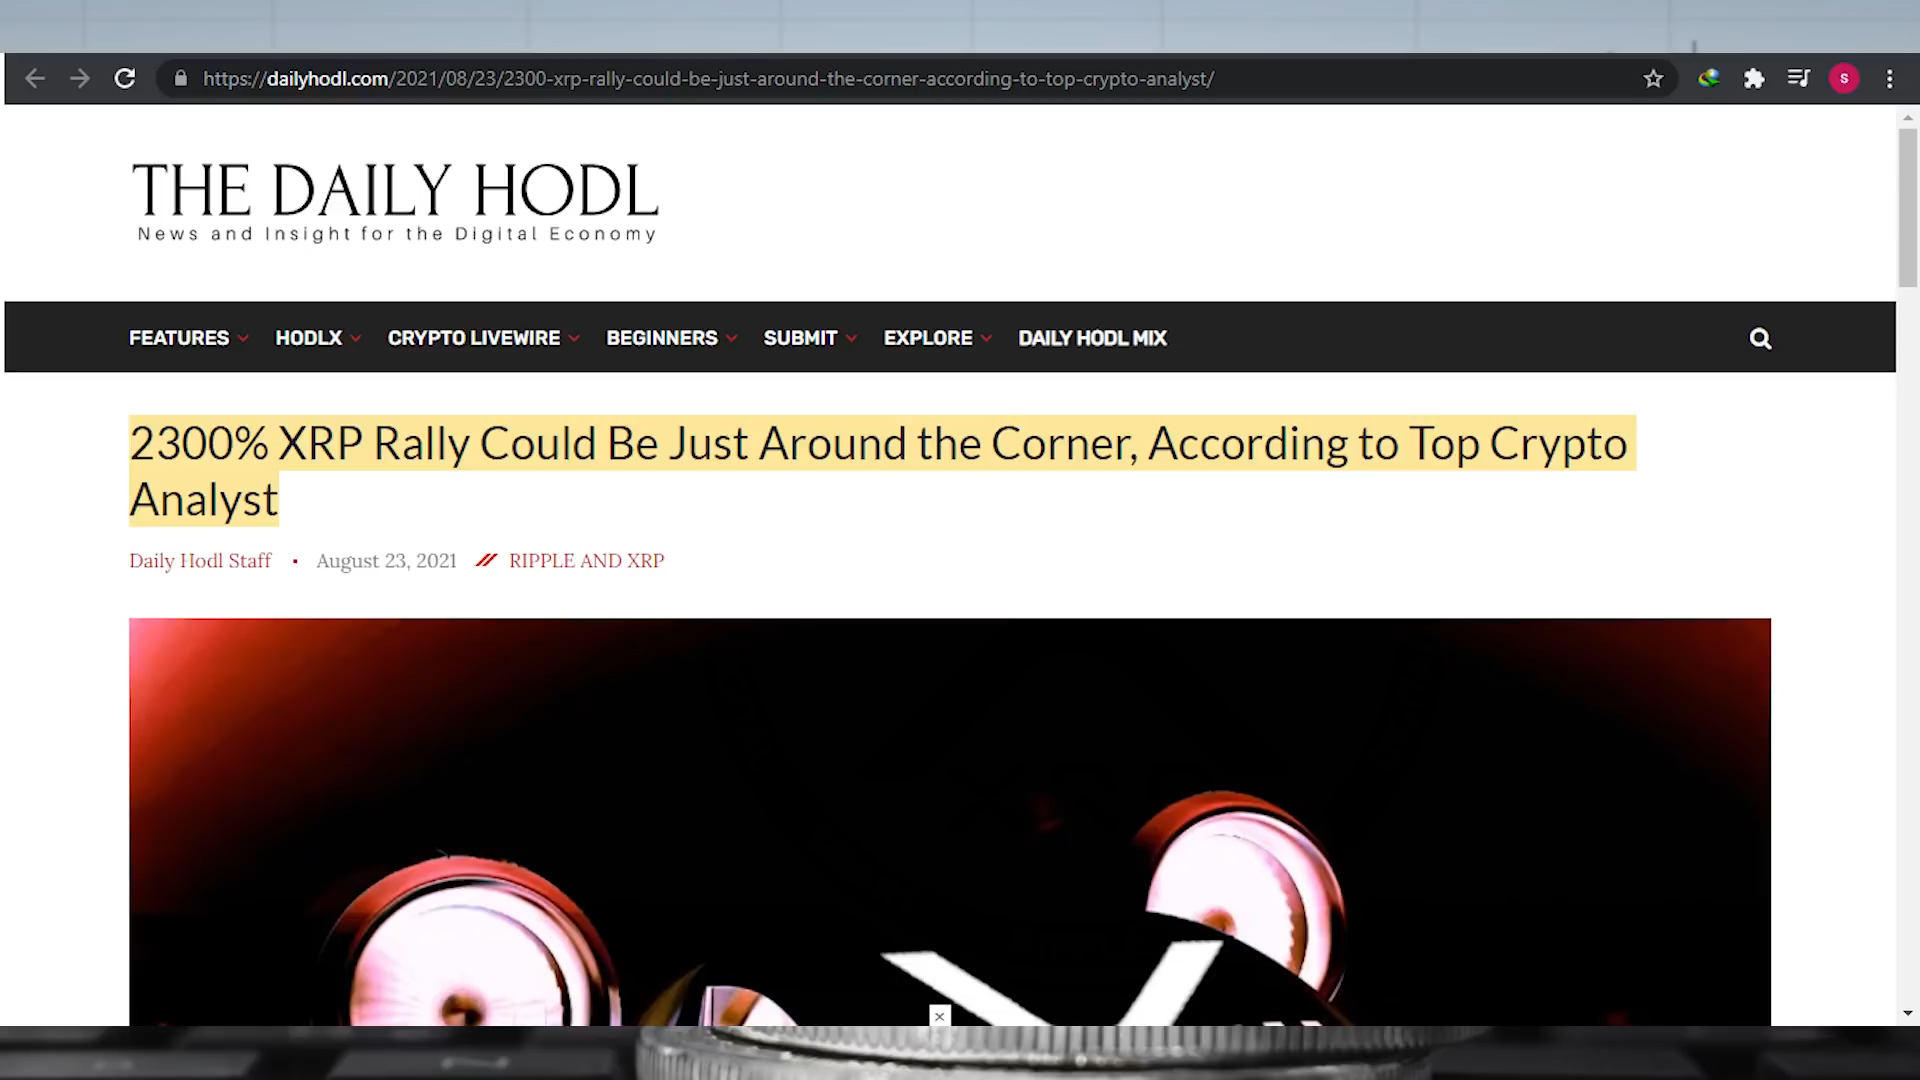 https://dailyhodl.com/2021/08/23/2300-xrp-rally-could-be-just-around-the-corner-according-to-top-crypto-analyst/
S
THE DAILY HODL
News and Insight for the Digital Economy
FEATURES HODLX CRYPTO LIVEWIRE BEGINNERS SUBMIT EXPLORE DAILY HODL MIX
2300% XRP Rally Could Be Just Around the Corner, According to Top Crypto
Analyst
Daily Hodl Staff · August 23, 2021 RIPPLE AND XRP